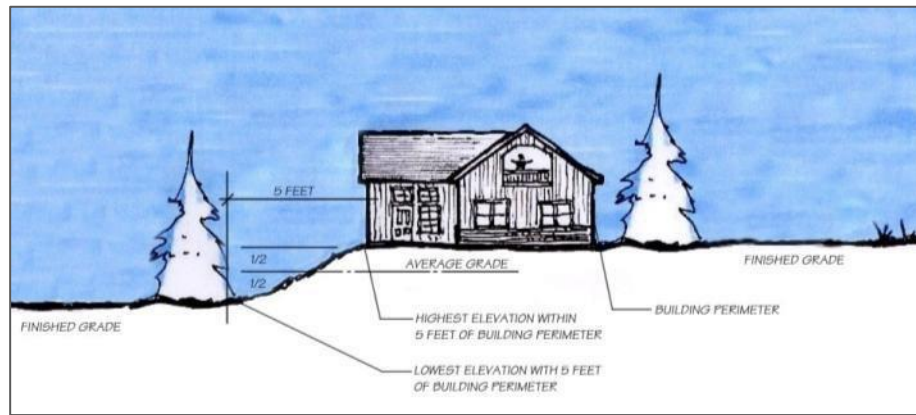 5 FEET
1/2
AVERAGE GRADE
1/2
FINISHED GRADE
BUILDING PERIMETER
HIGHEST ELEVATION WITHIN
5 FEET OF BUILDING PERIMETER
FINISHED GRADE
LOWEST ELEVATION WITH 5 FEET
OF BUILDING PERIMETER